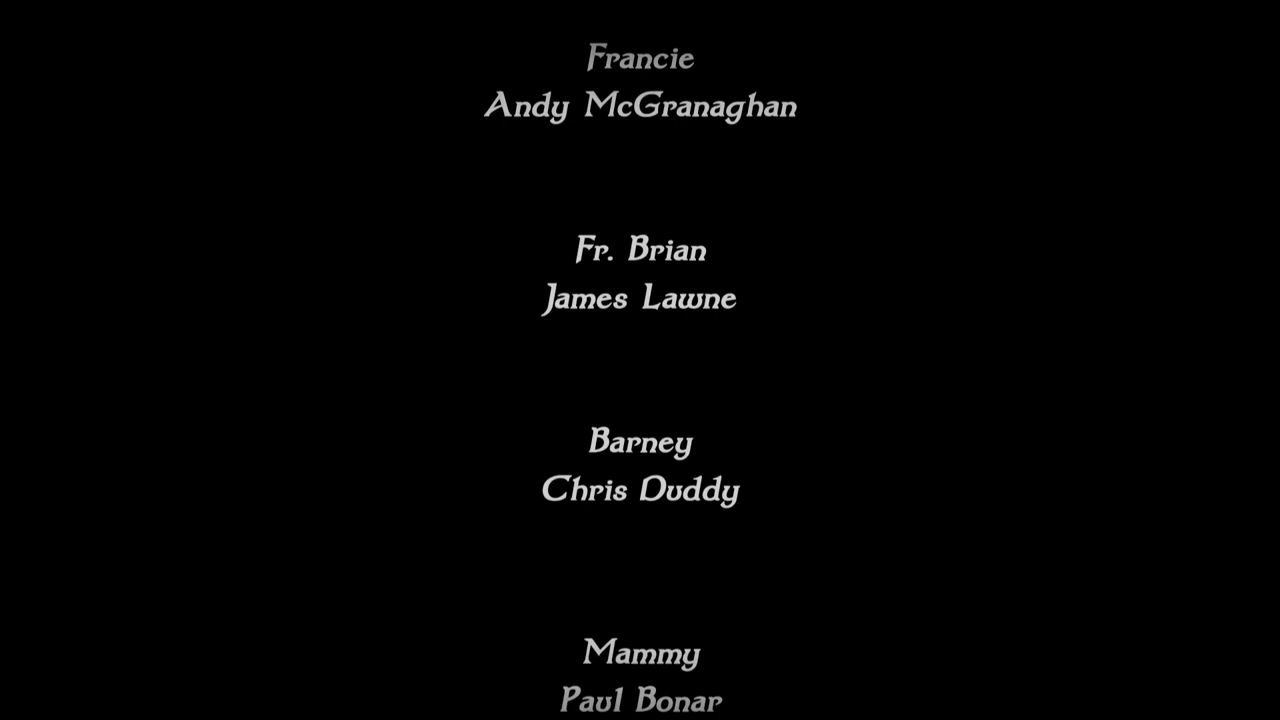 Francie
Andy McGranaghan
Fr. Brian
James Lawne
Barney
Chris Duddy
Mammy
Paul Bonar